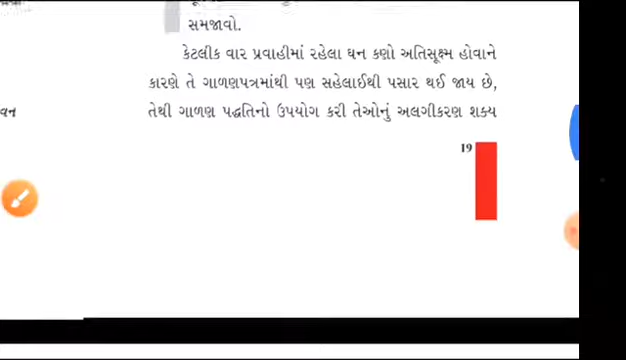 સમજાવો.
કેટલીક વાર પ્રવાહીમાં રહેલા ઘન કણો અતિસૂક્ષ્મ હોવાને
કારણે તે ગાળણપત્રમાંથી પણ સહેલાઈથી પસાર થઈ જાય છે,
વન
તેથી ગાળણ પદ્ધતિનો ઉપયોગ કરી તેઓનું અલગીકરણ શક્ય
19